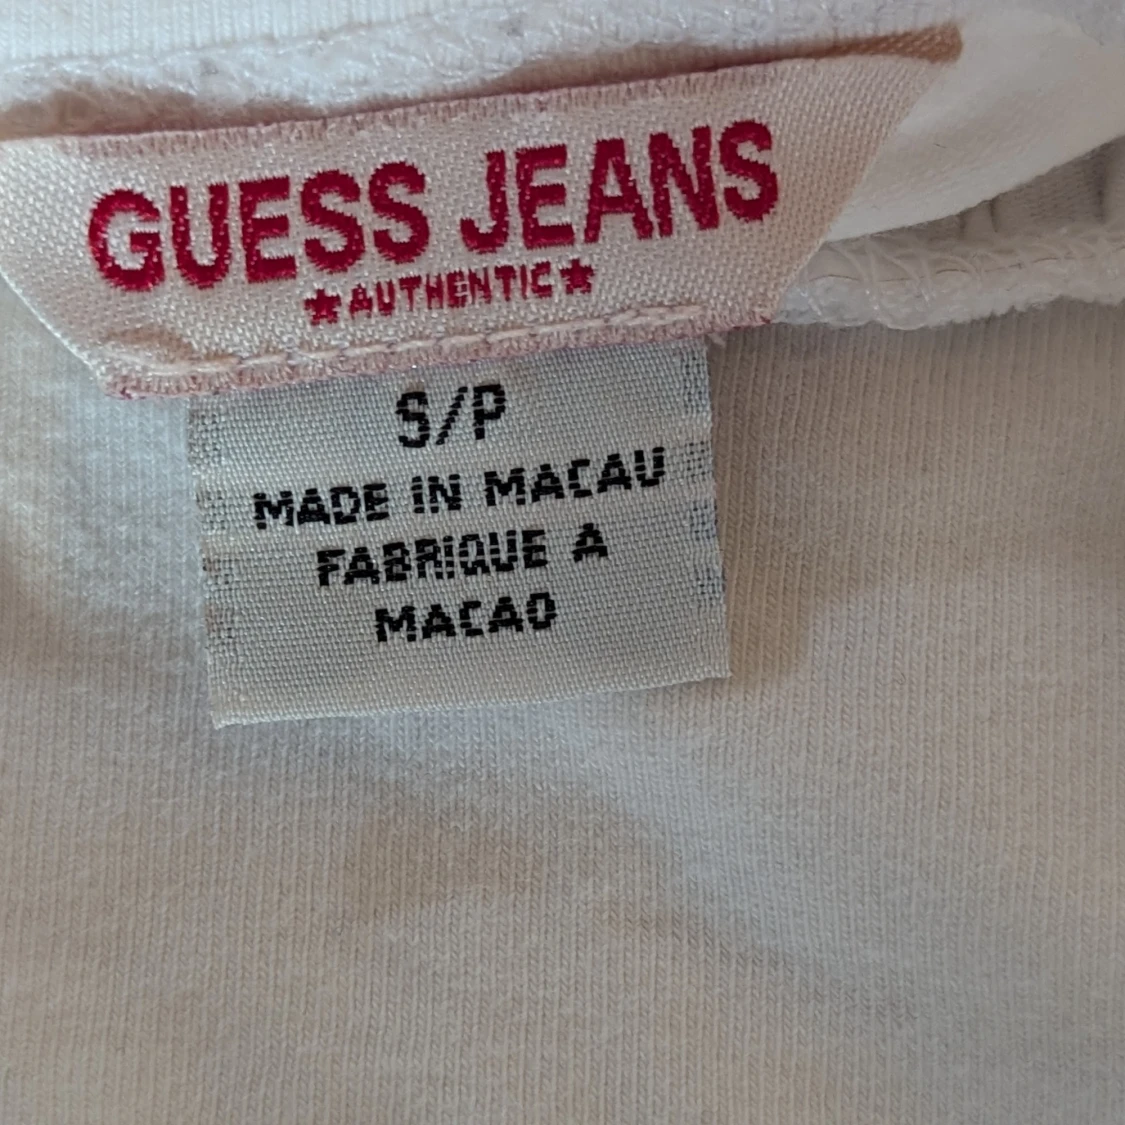 GUESS JEANS
★AUTHENTIC★
S/P
MADE IN MACAU
FABRIQUE A
MACAO